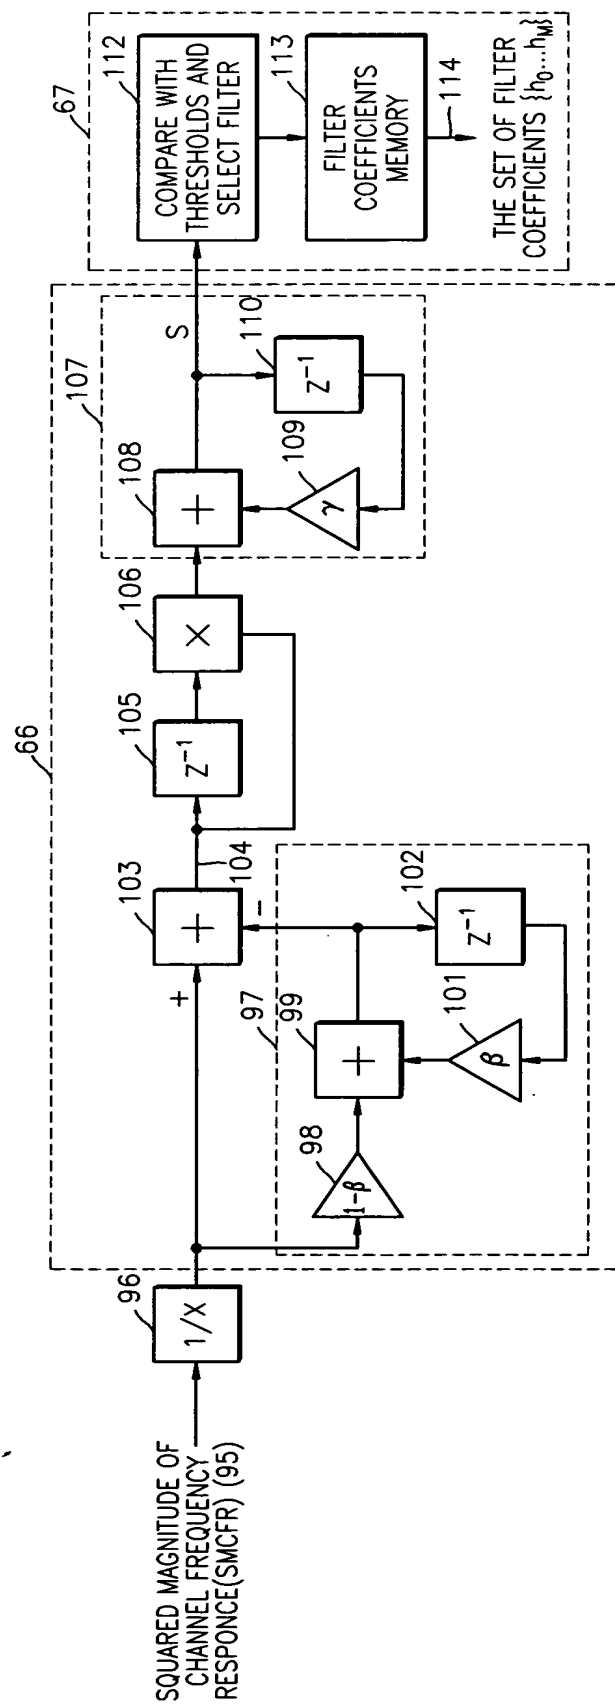 SQUARED MAGNITUDE OF
CHANNEL FREQUENCY
RESPONCE(SMCFR) (95)
96
1/X
66
97
98
1-β
99
+
101
β
102
Z⁻¹
+
−
103
+
104
105
Z⁻¹
106
×
107
108
+
109
γ
110
Z⁻¹
S
67
112
COMPARE WITH
THRESHOLDS AND
SELECT FILTER
113
FILTER
COEFFICIENTS
MEMORY
114
THE SET OF FILTER
COEFFICIENTS {h₀...h_M}